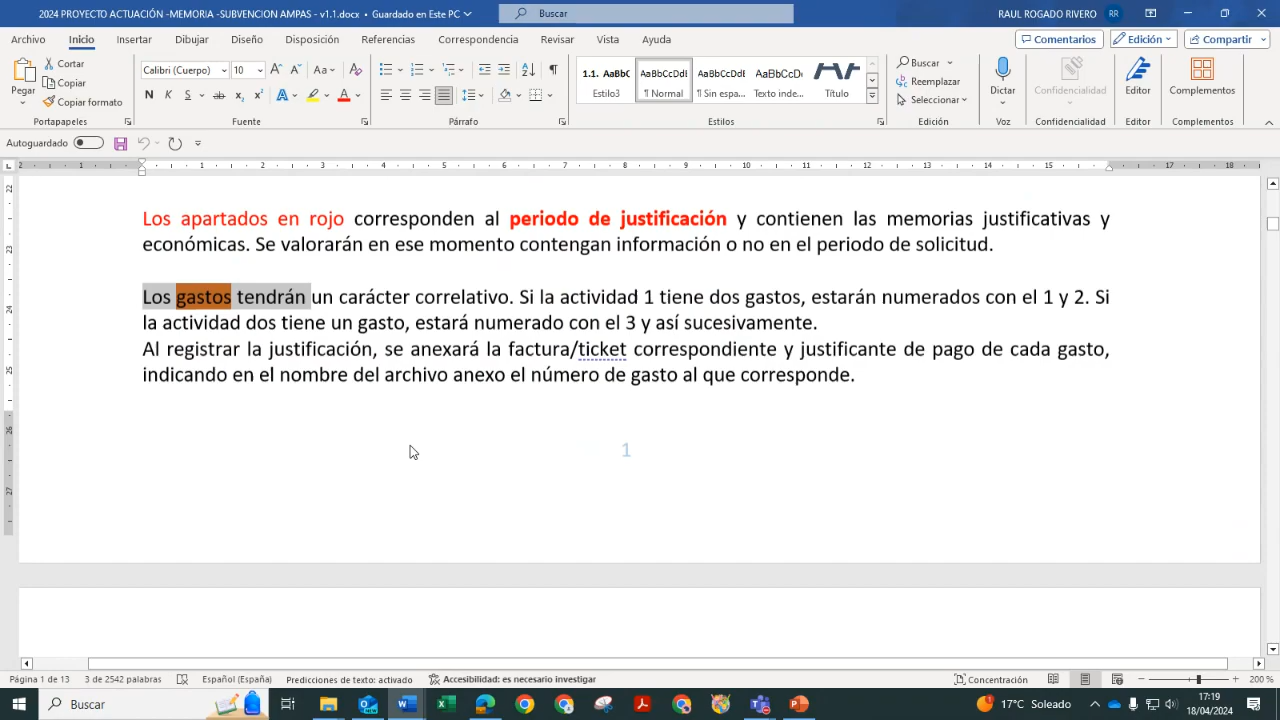 2024 PROYECTO ACTUACIÓN -MEMORIA -SUBVENCION AMPAS - v1.1.docx • Guardado en Este PC
Buscar
RAUL ROGADO RIVERO RR
Archivo Inicio Insertar Dibujar Diseño Disposición Referencias Correspondencia Revisar Vista Ayuda
Comentarios Edición Compartir
Pegar
Cortar
Copiar
Copiar formato
Portapapeles
Calibri (Cuerpo) 10
Fuente
Párrafo
1.1. AaBbC
Estilo3
AaBbCcDdE
¶ Normal
AaBbCcDdE
¶ Sin espa...
AaBbCcDd
Texto inde...
Título
Estilos
Buscar
Reemplazar
Seleccionar
Edición
Dictar
Voz
Confidencialidad
Confidencialidad
Editor
Editor
Complementos
Complementos
Autoguardado
Los apartados en rojo corresponden al periodo de justificación y contienen las memorias justificativas y
económicas. Se valorarán en ese momento contengan información o no en el periodo de solicitud.
Los gastos tendrán un carácter correlativo. Si la actividad 1 tiene dos gastos, estarán numerados con el 1 y 2. Si
la actividad dos tiene un gasto, estará numerado con el 3 y así sucesivamente.
Al registrar la justificación, se anexará la factura/ticket correspondiente y justificante de pago de cada gasto,
indicando en el nombre del archivo anexo el número de gasto al que corresponde.
1
Página 1 de 13 3 de 2542 palabras Español (España) Predicciones de texto: activado Accesibilidad: es necesario investigar Concentración 200 %
Buscar
17°C Soleado
17:19
18/04/2024